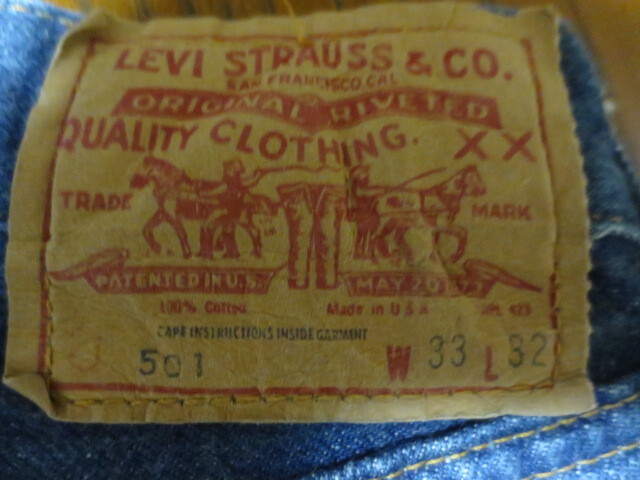 LEVI STRAUSS & CO.
SAN FRANCISCO, CAL.
ORIGINAL RIVETED
QUALITY CLOTHING. XX
TRADE MARK
PATENTED IN U.S. MAY 20 1873
100% Cotton Made in U S A
CARE INSTRUCTIONS INSIDE GARMENT
501 W 33 L 32